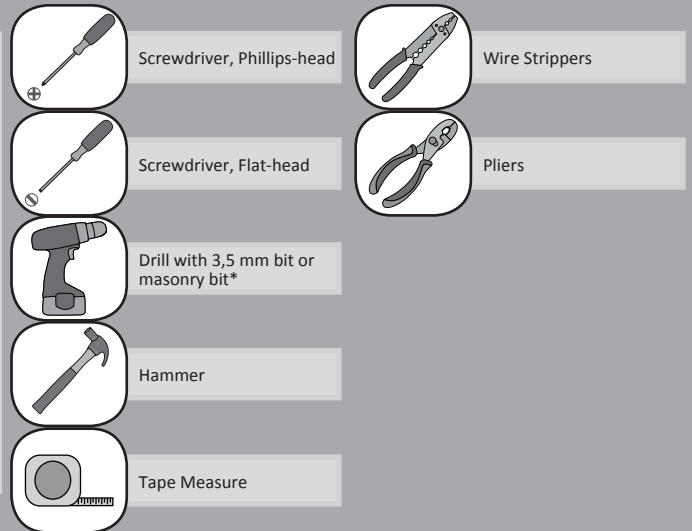 Screwdriver, Phillips-head
Screwdriver, Flat-head
Drill with 3,5 mm bit or
masonry bit*
Hammer
Tape Measure
Wire Strippers
Pliers